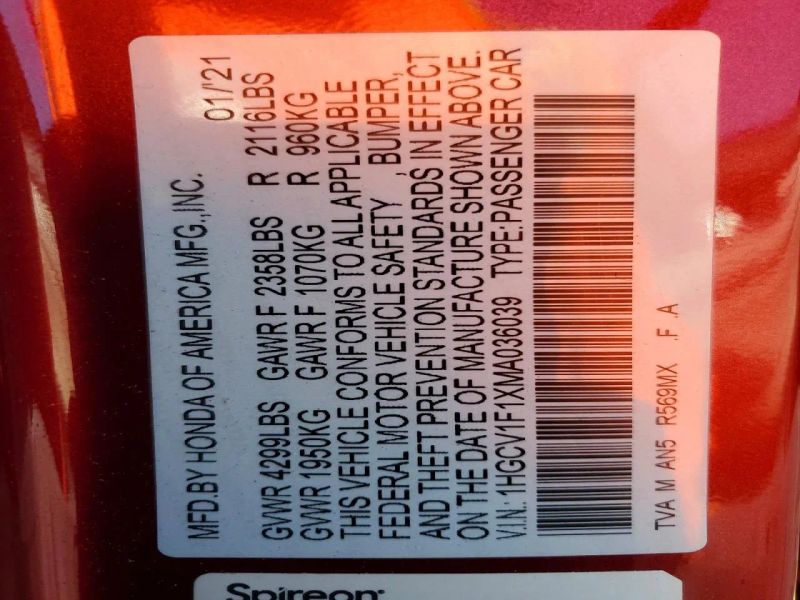 MFD.BY HONDA OF AMERICA MFG.,INC. 01/'21
GVWR 4299LBS GAWR F 2358LBS R 2116LBS
GVWR 1950KG GAWR F 1070KG R 960KG
THIS VEHICLE CONFORMS TO ALL APPLICABLE
FEDERAL MOTOR VEHICLE SAFETY , BUMPER,
AND THEFT PREVENTION STANDARDS IN EFFECT
ON THE DATE OF MANUFACTURE SHOWN ABOVE.
V.I.N. 1HGCV1F1XMA036039 TYPE:PASSENGER CAR
TVA M AN5 R569MX .F .A
Spireon